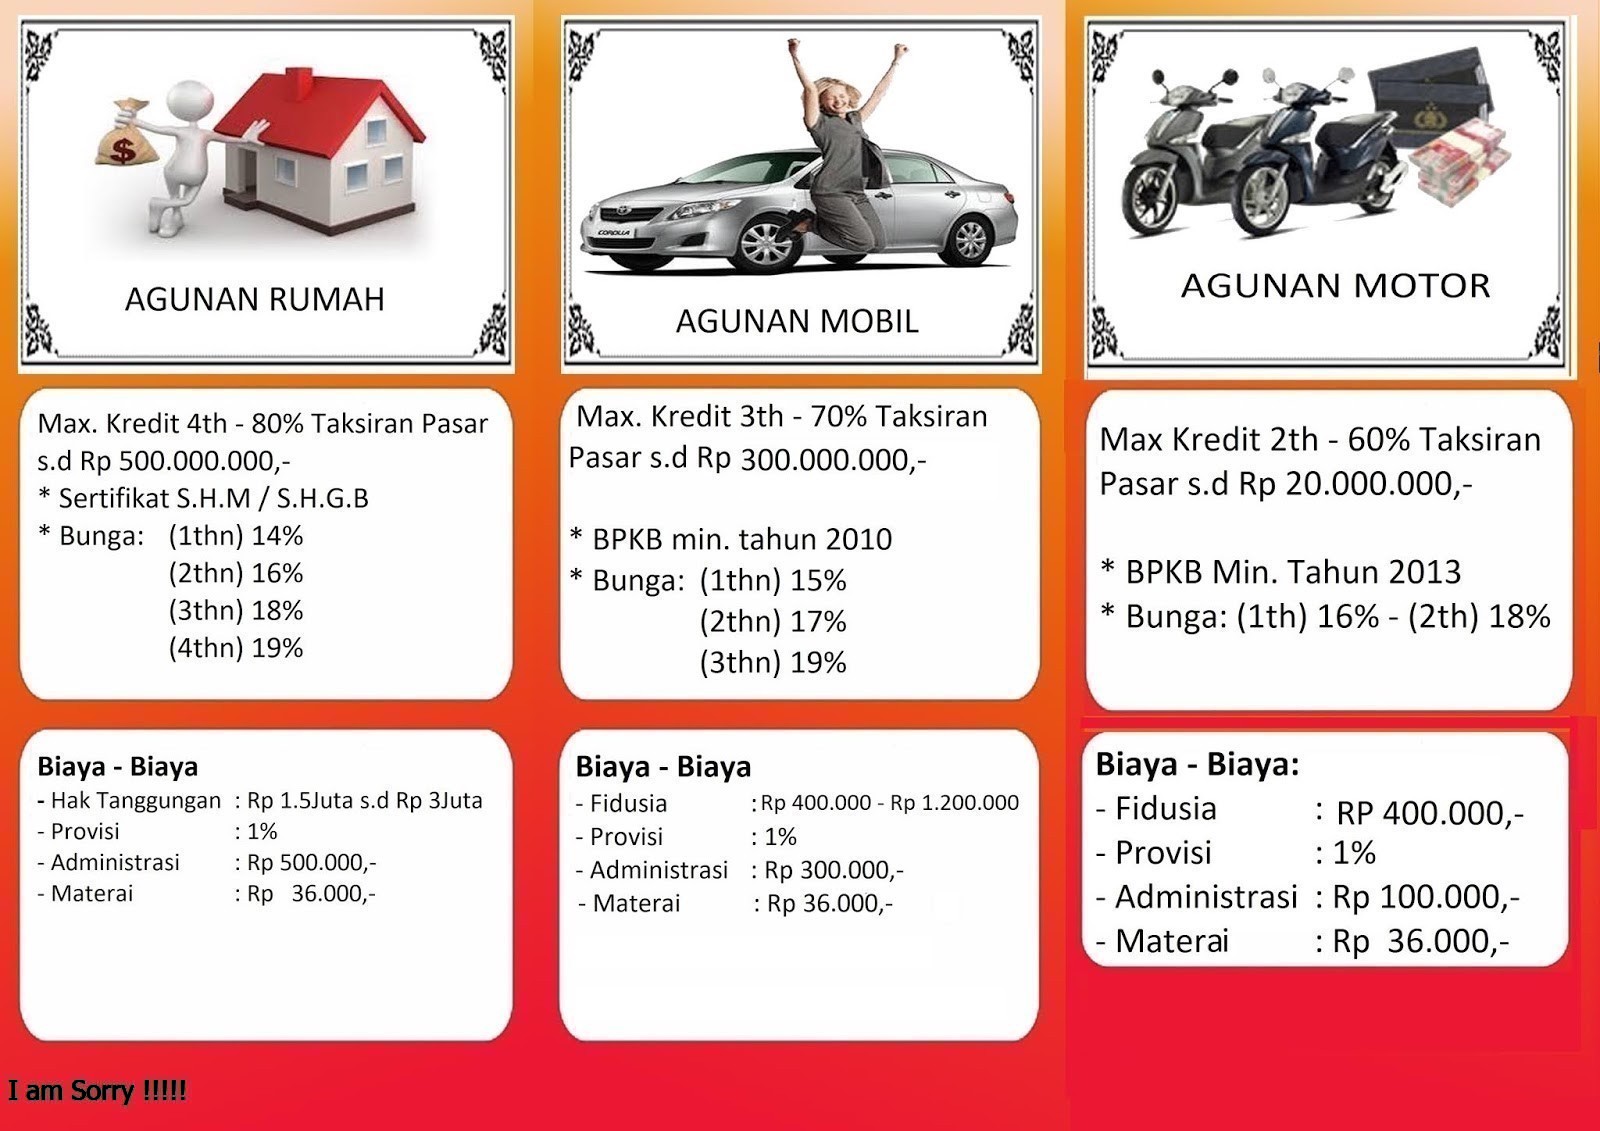 AGUNAN RUMAH
Max. Kredit 4th - 80% Taksiran Pasar
s.d Rp 500.000.000,-
* Sertifikat S.H.M / S.H.G.B
* Bunga: (1thn) 14%
(2thn) 16%
(3thn) 18%
(4thn) 19%
Biaya - Biaya
- Hak Tanggungan : Rp 1.5Juta s.d Rp 3Juta
- Provisi : 1%
- Administrasi : Rp 500.000,-
- Materai : Rp 36.000,-
COROLLA
AGUNAN MOBIL
Max. Kredit 3th - 70% Taksiran
Pasar s.d Rp 300.000.000,-
* BPKB min. tahun 2010
* Bunga: (1thn) 15%
(2thn) 17%
(3thn) 19%
Biaya - Biaya
- Fidusia : Rp 400.000 - Rp 1.200.000
- Provisi : 1%
- Administrasi : Rp 300.000,-
- Materai : Rp 36.000,-
AGUNAN MOTOR
Max Kredit 2th - 60% Taksiran
Pasar s.d Rp 20.000.000,-
* BPKB Min. Tahun 2013
* Bunga: (1th) 16% - (2th) 18%
Biaya - Biaya:
- Fidusia : RP 400.000,-
- Provisi : 1%
- Administrasi : Rp 100.000,-
- Materai : Rp 36.000,-
I am Sorry !!!!!